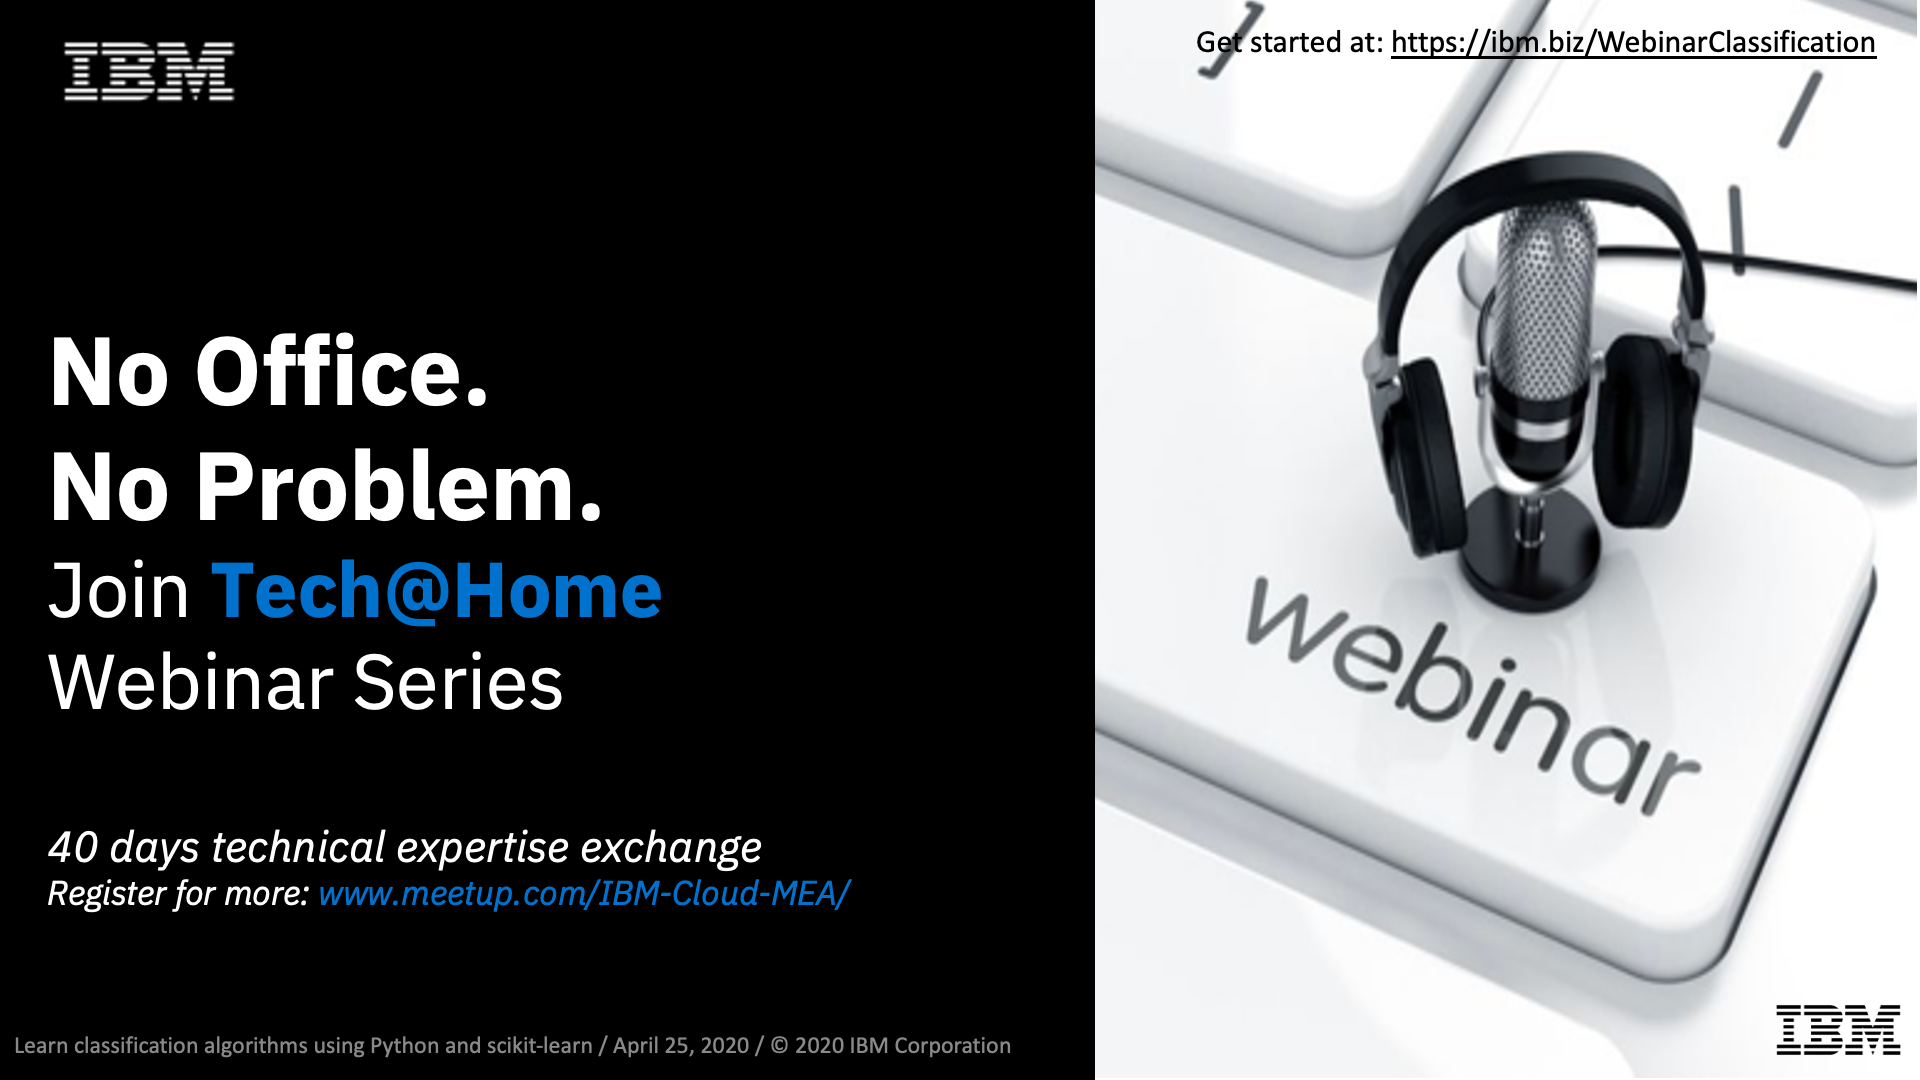 IBM
Get started at: https://ibm.biz/WebinarClassification
]
No Office.
No Problem.
Join Tech@Home
Webinar Series
webinar
40 days technical expertise exchange
Register for more: www.meetup.com/IBM-Cloud-MEA/
Learn classification algorithms using Python and scikit-learn / April 25, 2020 / © 2020 IBM Corporation
IBM